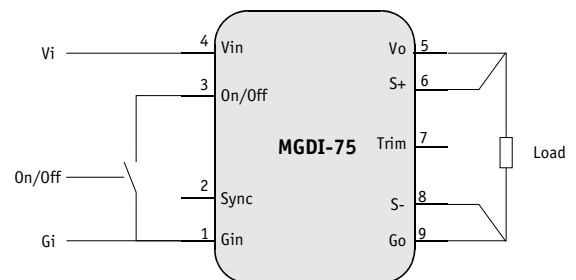 4 Vin Vo 5
Vi
S+ 6
3 On/Off
MGDI-75 Trim 7 Load
On/Off
2 Sync
S- 8
Gi 1 Gin Go 9